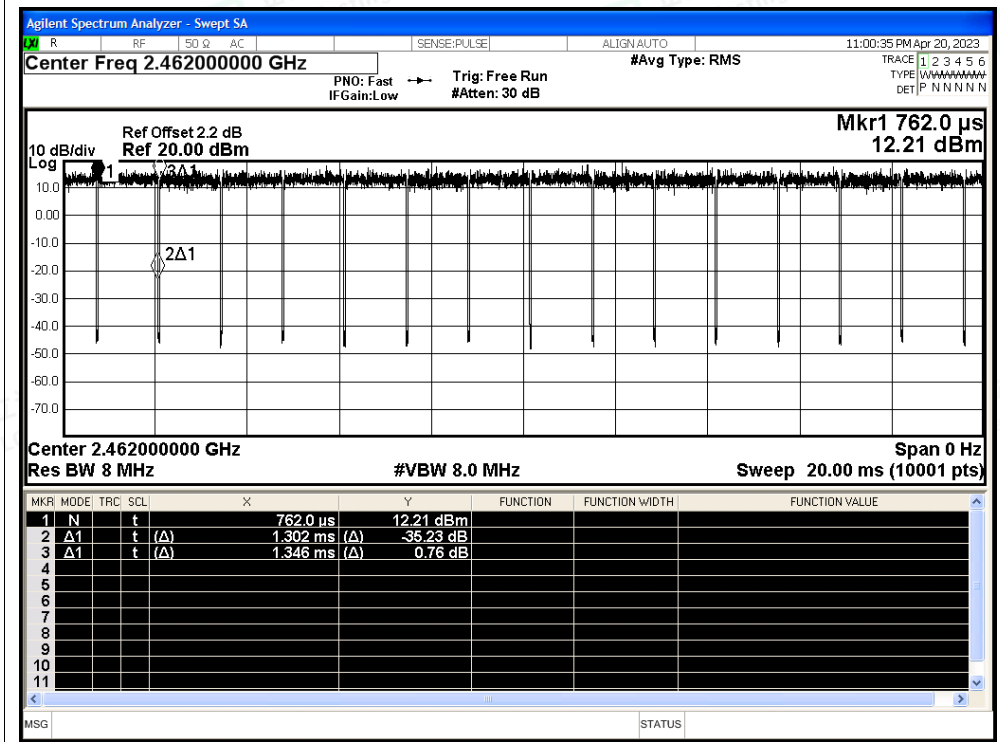 Agilent Spectrum Analyzer - Swept SA
LXI R RF 50 Ω AC SENSE:PULSE ALIGN AUTO 11:00:35 PM Apr 20, 2023
Center Freq 2.462000000 GHz #Avg Type: RMS TRACE 1 2 3 4 5 6
PNO: Fast Trig: Free Run TYPE
IFGain:Low #Atten: 30 dB DET P N N N N N
Mkr1 762.0 µs
Ref Offset 2.2 dB
10 dB/div Ref 20.00 dBm 12.21 dBm
Log
1 3Δ1
10.0
0.00
-10.0
2Δ1
-20.0
-30.0
-40.0
-50.0
-60.0
-70.0
Center 2.462000000 GHz Span 0 Hz
Res BW 8 MHz #VBW 8.0 MHz Sweep 20.00 ms (10001 pts)
MKR MODE TRC SCL X Y FUNCTION FUNCTION WIDTH FUNCTION VALUE
1 N t 762.0 µs 12.21 dBm
2 Δ1 t (Δ) 1.302 ms (Δ) -35.23 dB
3 Δ1 t (Δ) 1.346 ms (Δ) 0.76 dB
4
5
6
7
8
9
10
11
MSG STATUS